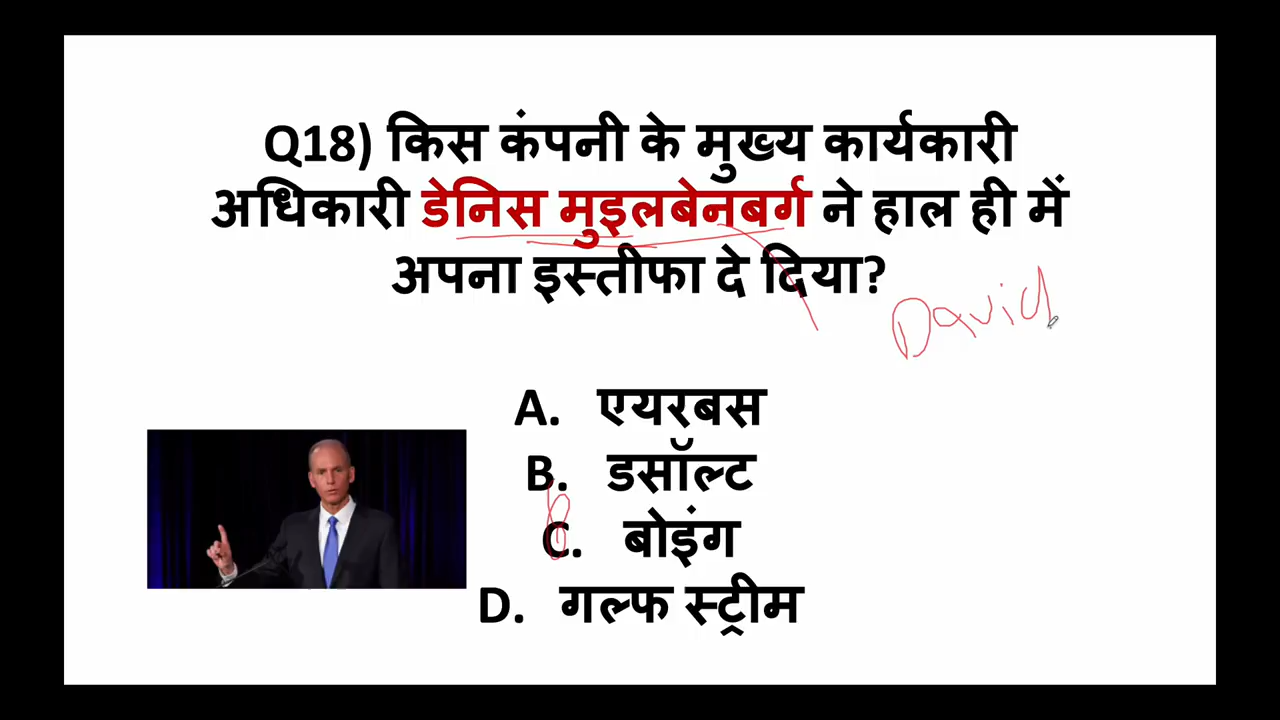 Q18) किस कंपनी के मुख्य कार्यकारी
अधिकारी डेनिस मुइलबेनबर्ग ने हाल ही में
अपना इस्तीफा दे दिया?
David
A. एयरबस
B. डसॉल्ट
C. बोइंग
D. गल्फ स्ट्रीम